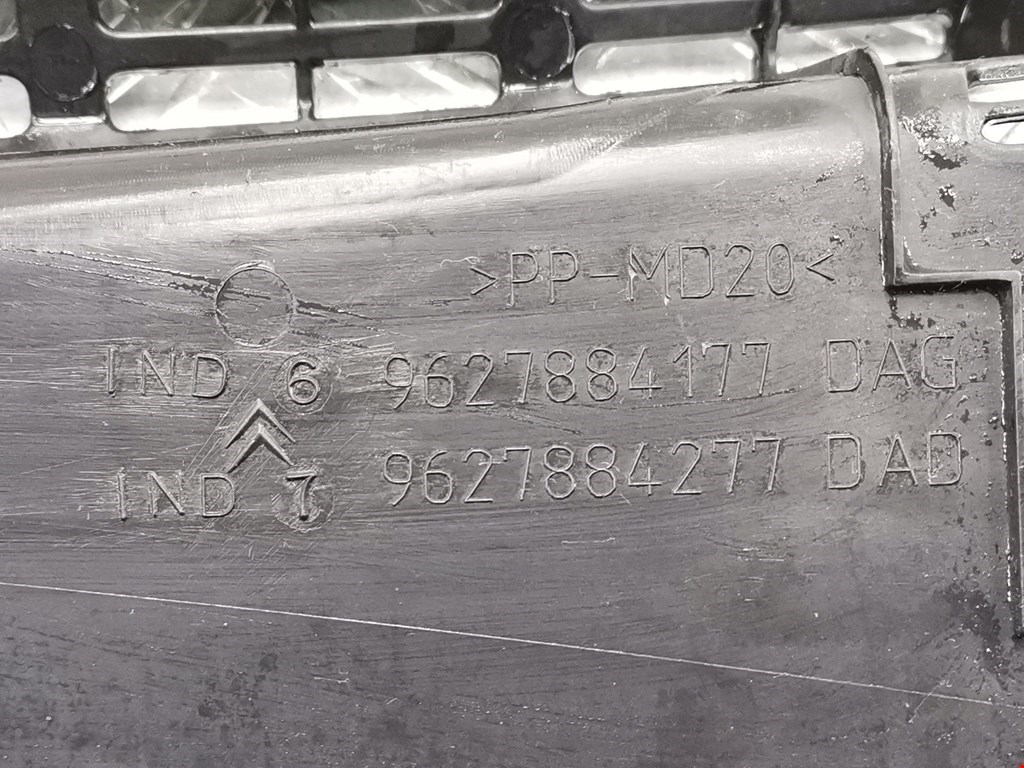 >PP-MD20<
IND 6 9627884177 DAG
IND 7 9627884277 DAD